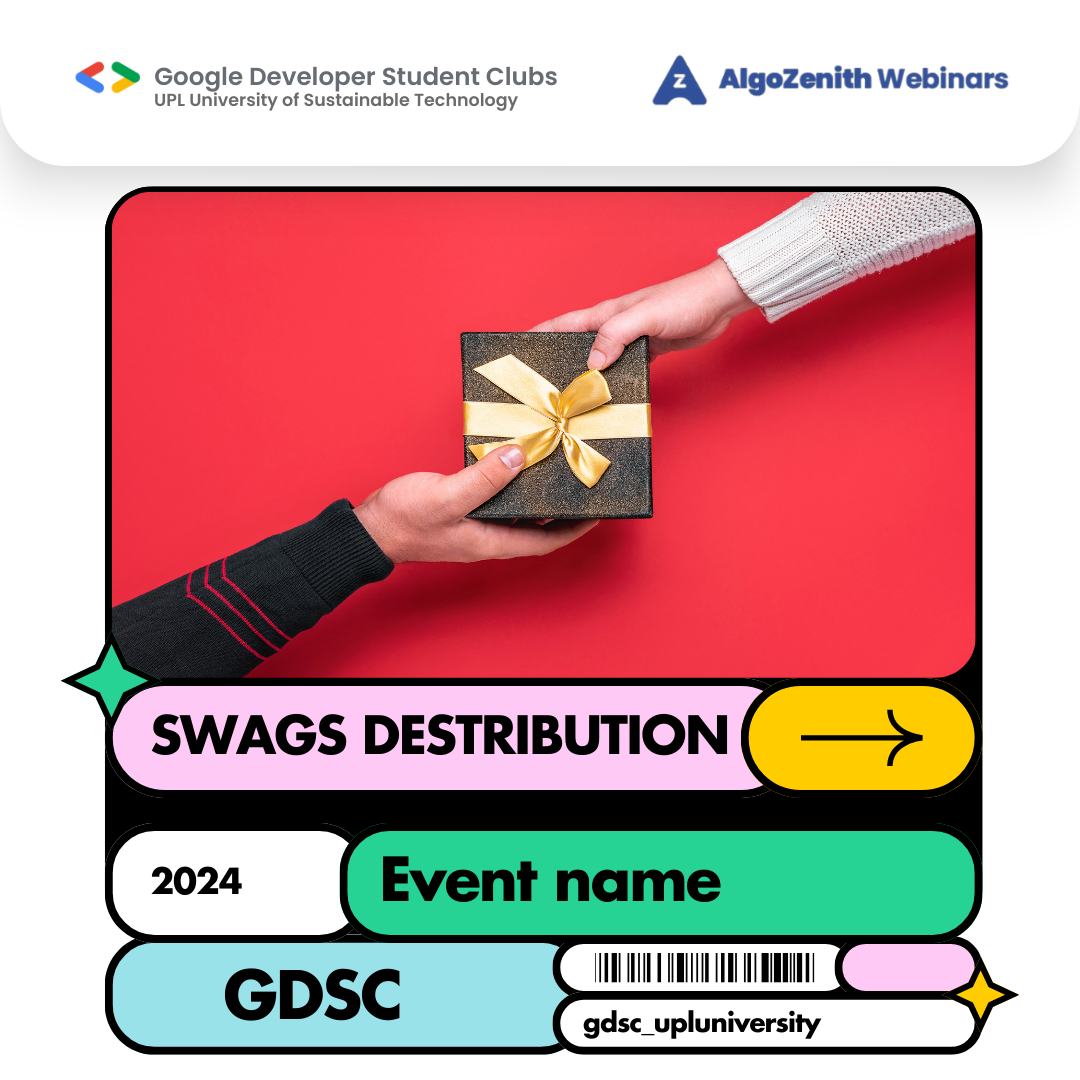 Google Developer Student Clubs
UPL University of Sustainable Technology
Z
AlgoZenith Webinars
SWAGS DESTRIBUTION
2024
Event name
GDSC
gdsc_upluniversity